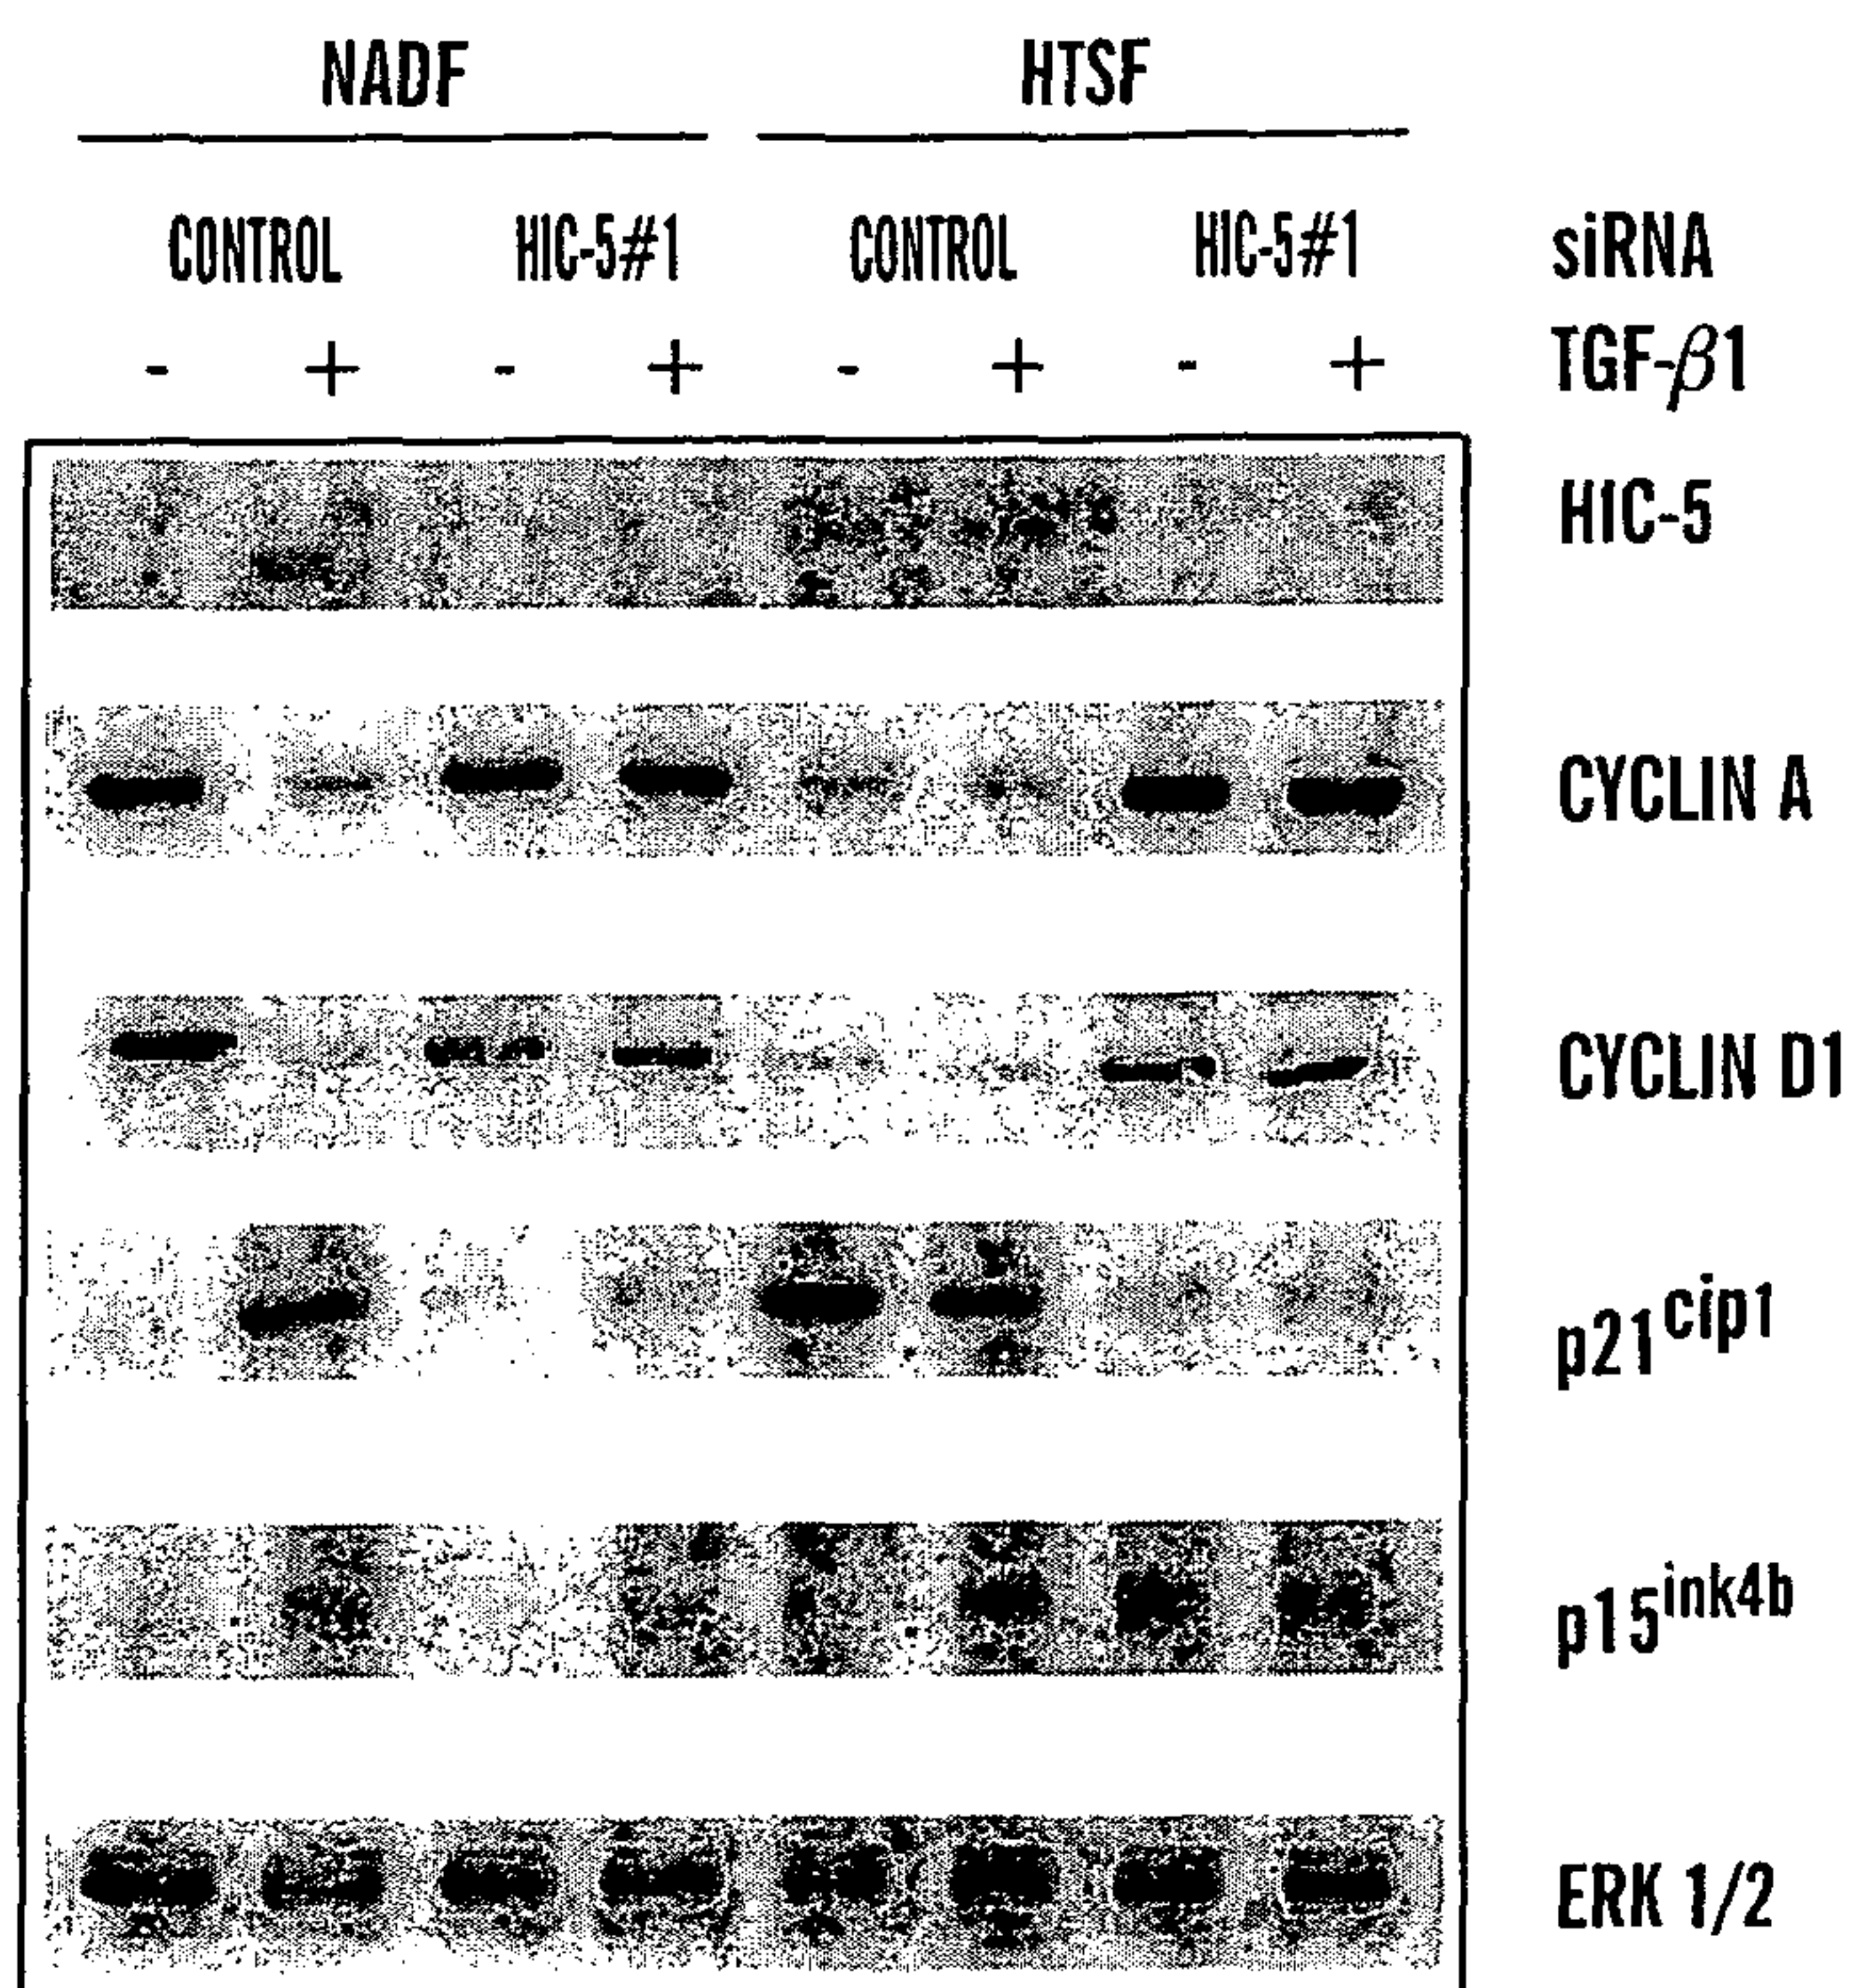 NADF HTSF
CONTROL HIC-5#1 CONTROL HIC-5#1 siRNA
- + - + - + - + TGF-β1
HIC-5
CYCLIN A
CYCLIN D1
p21cip1
p15ink4b
ERK 1/2